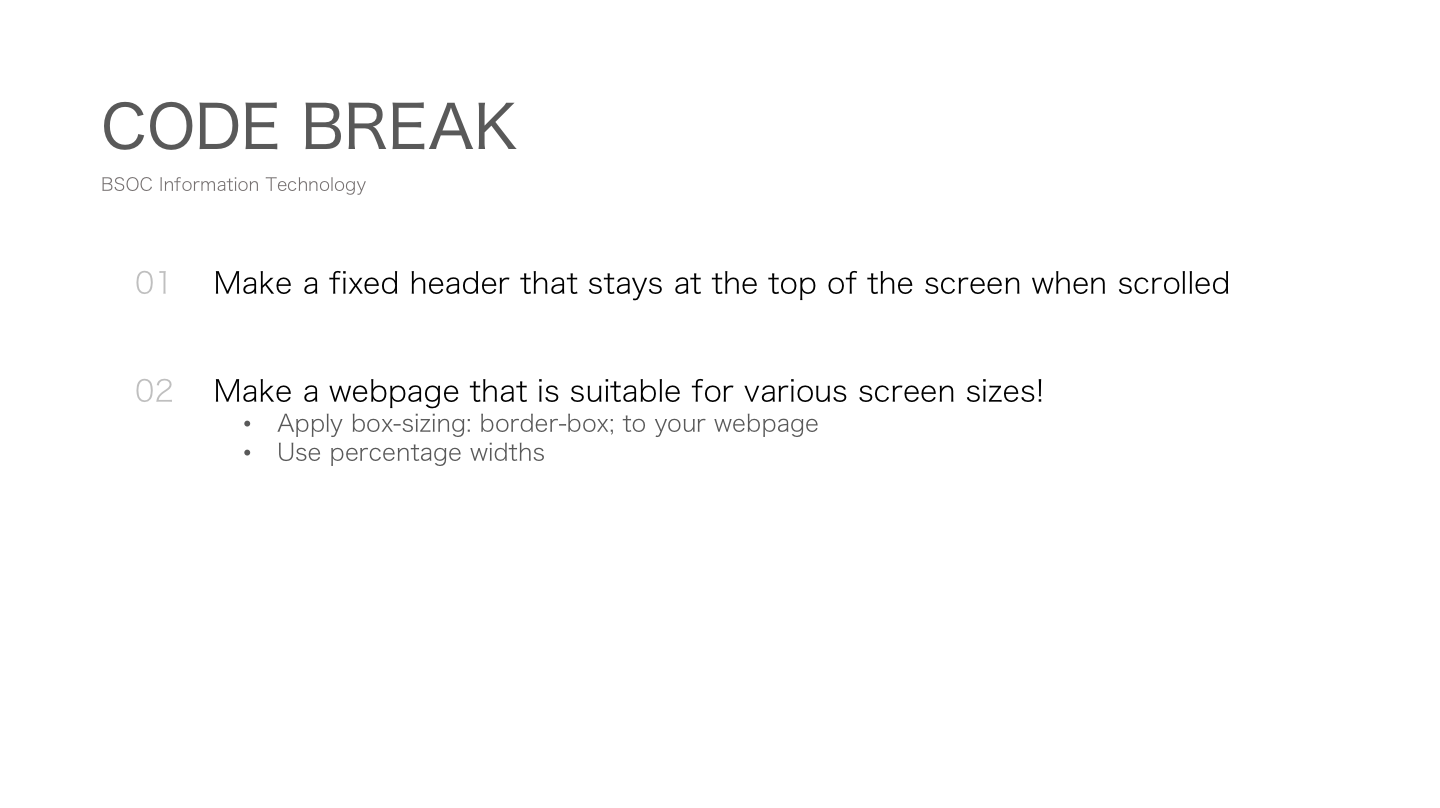 CODE BREAK
BSOC Information Technology
01 Make a fixed header that stays at the top of the screen when scrolled
02 Make a webpage that is suitable for various screen sizes!
• Apply box-sizing: border-box; to your webpage
• Use percentage widths